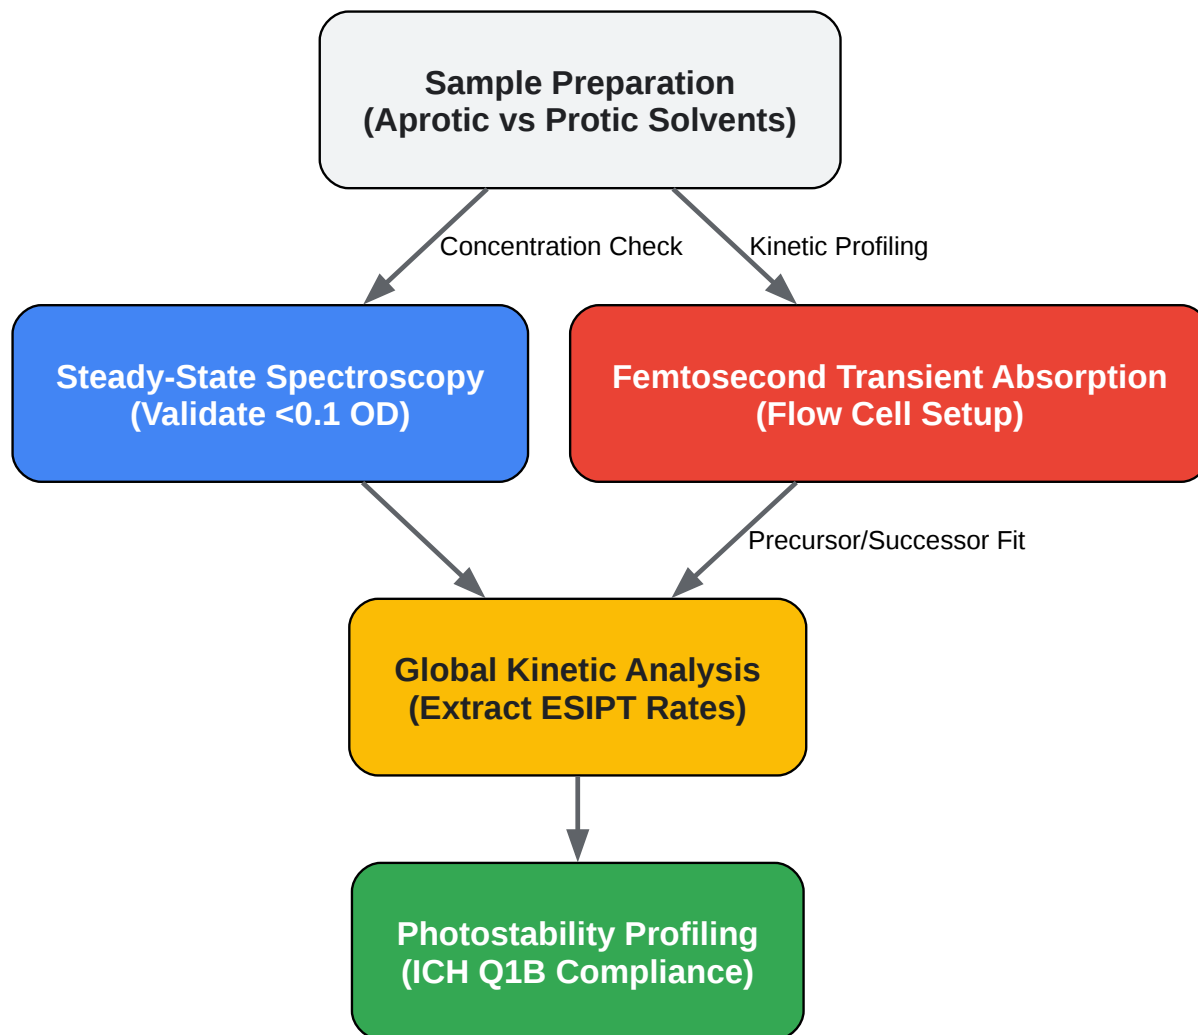 Sample Preparation
(Aprotic vs Protic Solvents)
Concentration Check
Kinetic Profiling
Steady-State Spectroscopy
(Validate <0.1 OD)
Femtosecond Transient Absorption
(Flow Cell Setup)
Precursor/Successor Fit
Global Kinetic Analysis
(Extract ESIPT Rates)
Photostability Profiling
(ICH Q1B Compliance)